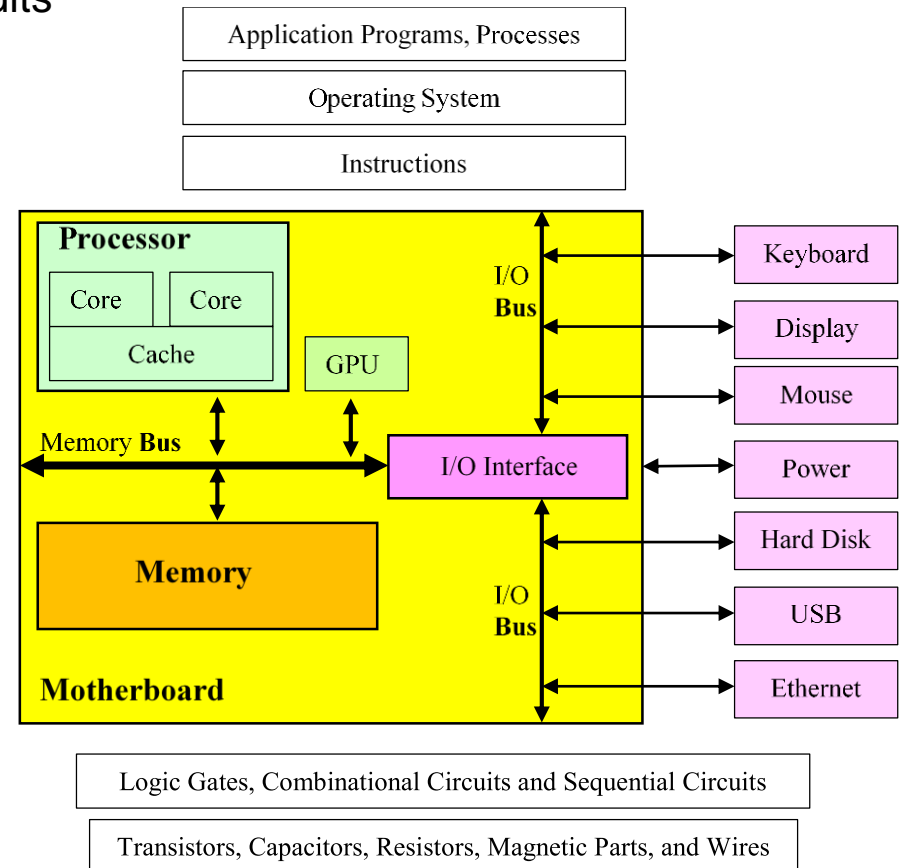 Application Programs, Processes
Operating System
Instructions
Processor
Core
Core
Cache
GPU
Memory Bus
Memory
Motherboard
I/O
Bus
I/O Interface
I/O
Bus
Keyboard
Display
Mouse
Power
Hard Disk
USB
Ethernet
Logic Gates, Combinational Circuits and Sequential Circuits
Transistors, Capacitors, Resistors, Magnetic Parts, and Wires